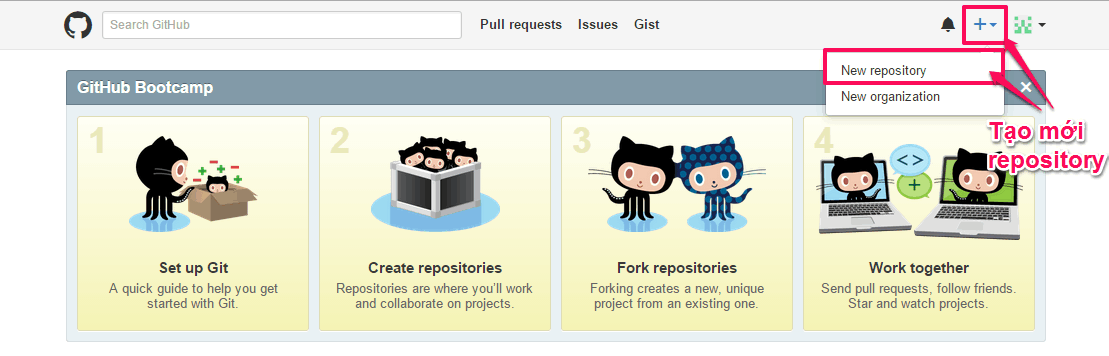 Search GitHub
Pull requests Issues Gist
New repository
New organization
GitHub Bootcamp
Tạo mới
repository
1
Set up Git
A quick guide to help you get
started with Git.
2
Create repositories
Repositories are where you'll work
and collaborate on projects.
3
Fork repositories
Forking creates a new, unique
project from an existing one.
4
Work together
Send pull requests, follow friends.
Star and watch projects.